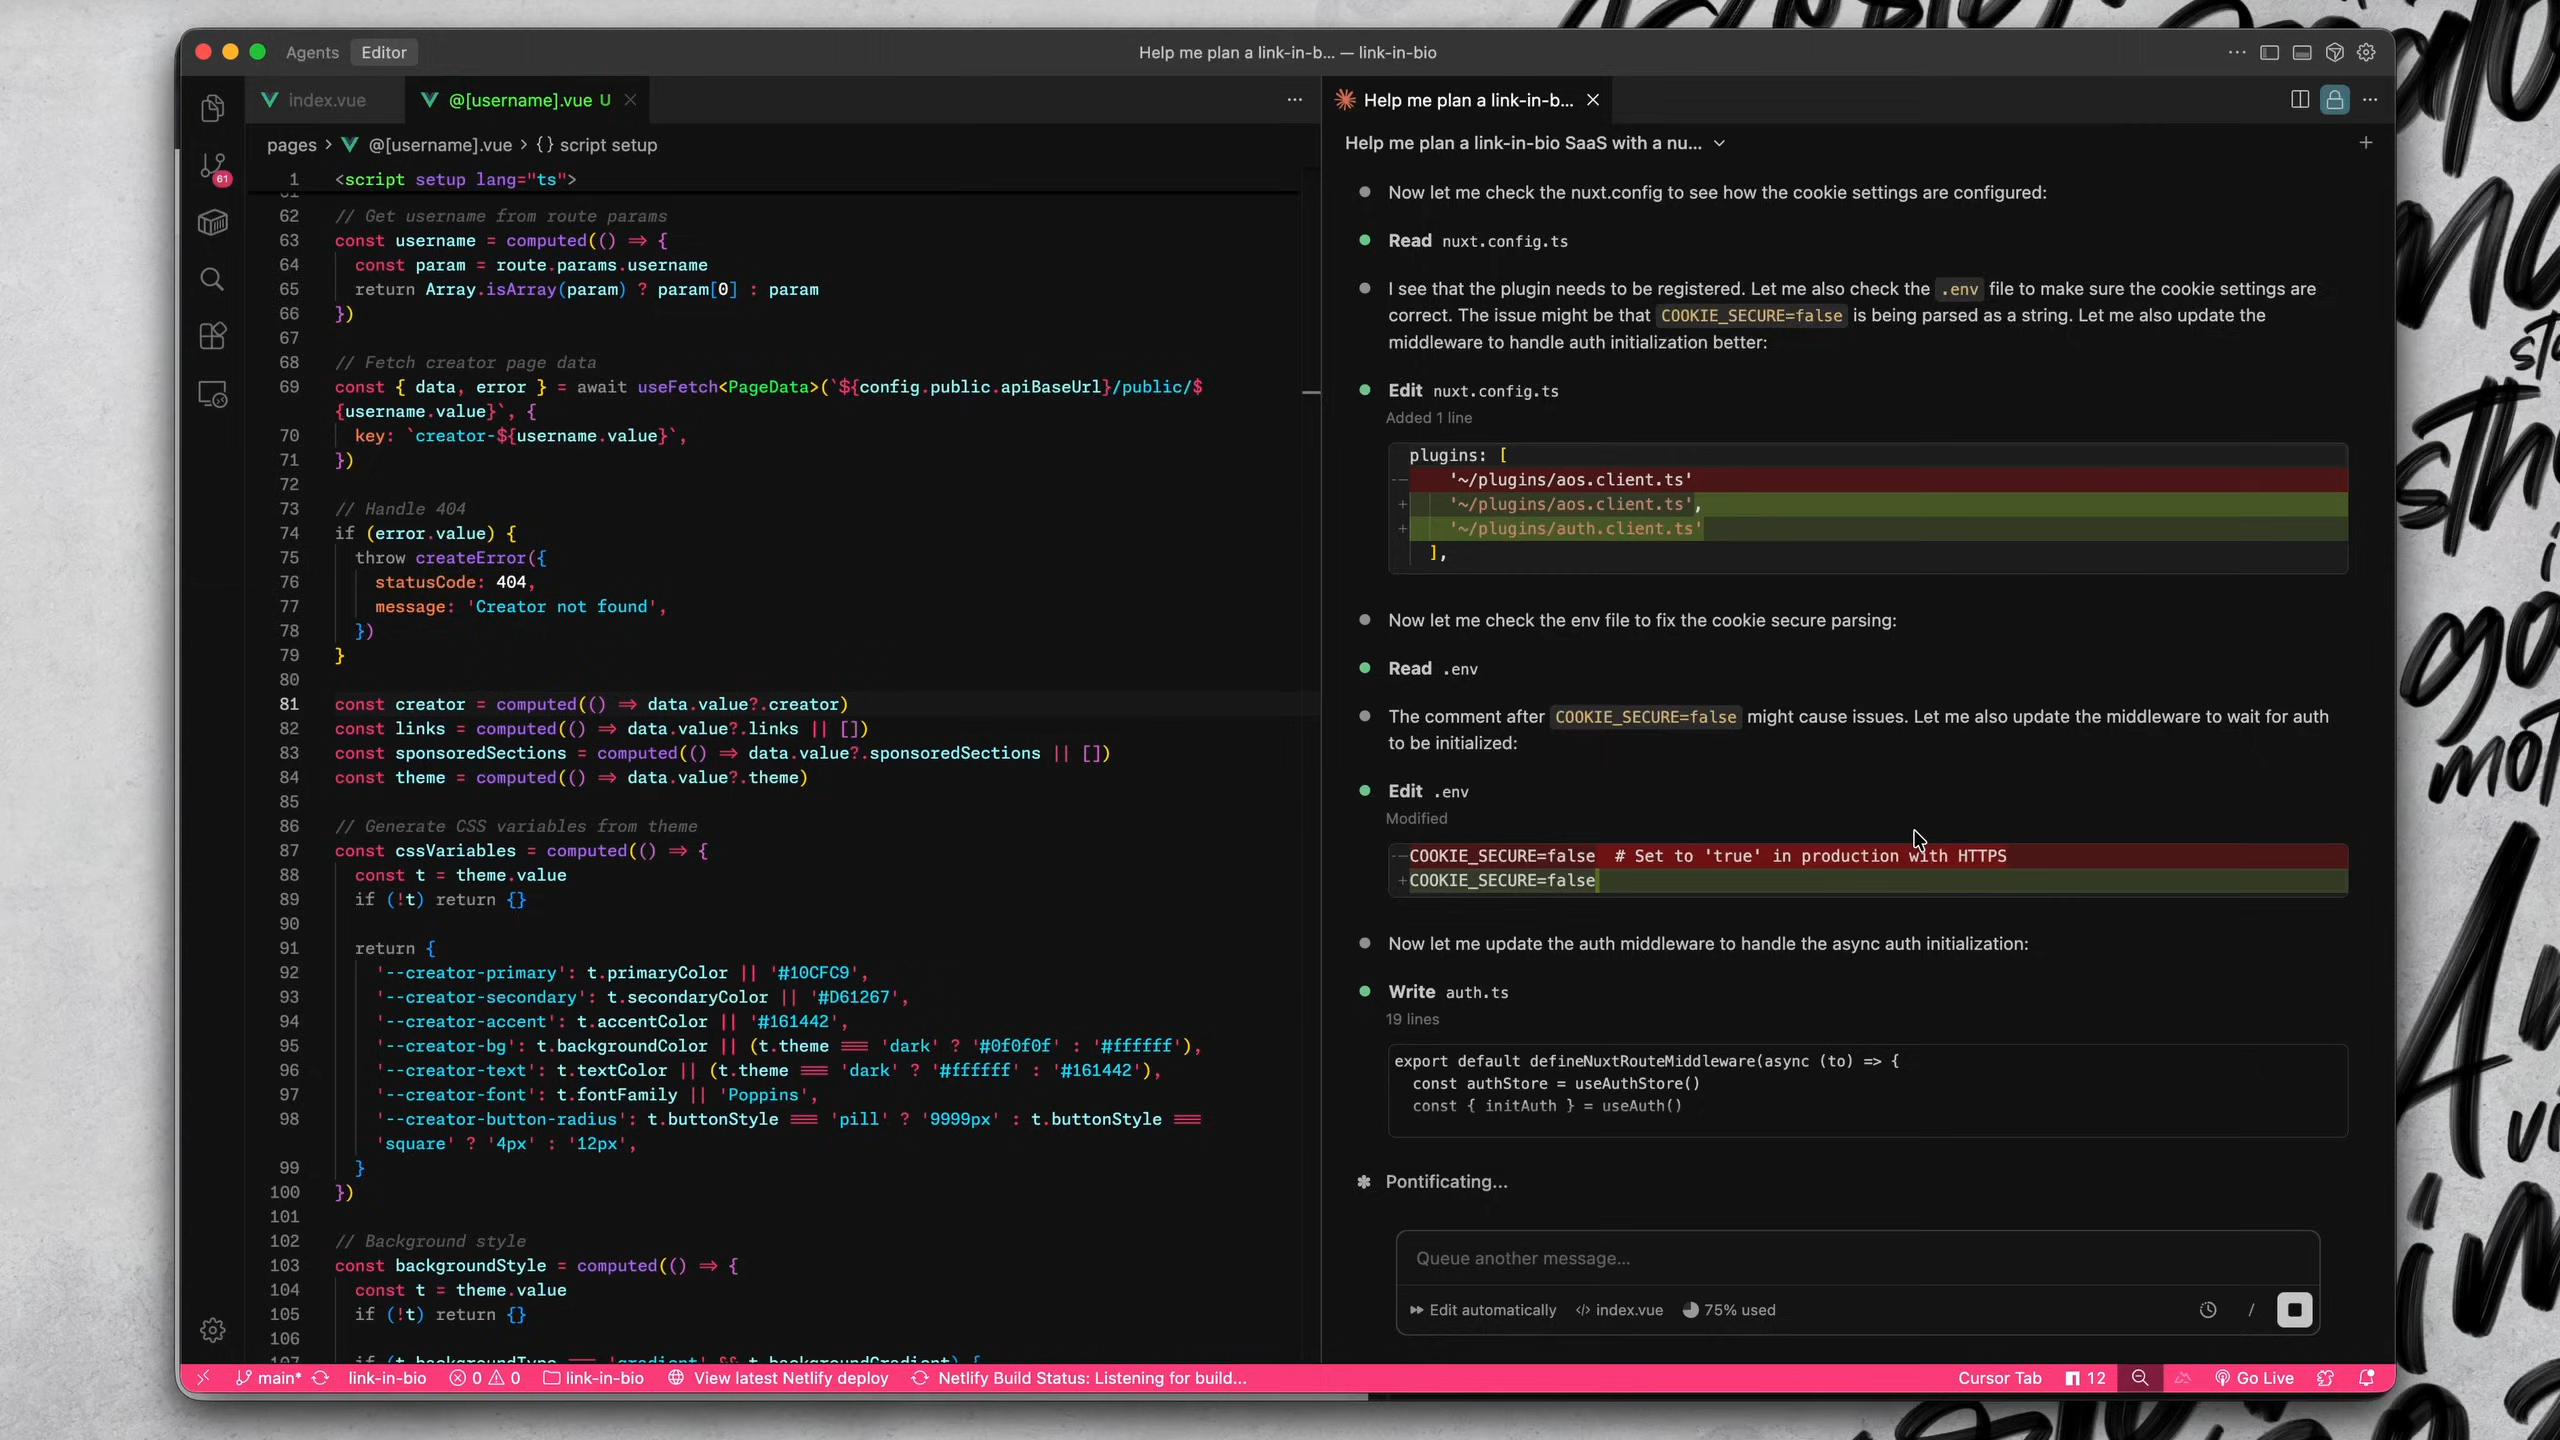 Agents
Editor
Help me plan a link-in-b... — link-in-bio
index.vue
@[username].vue U
pages > @[username].vue > {} script setup
1 <script setup lang="ts">
62 // Get username from route params
63 const username = computed(() => {
64 const param = route.params.username
65 return Array.isArray(param) ? param[0] : param
66 })
67
68 // Fetch creator page data
69 const { data, error } = await useFetch<PageData>(`${config.public.apiBaseUrl}/public/$
{username.value}`, {
70 key: `creator-${username.value}`,
71 })
72
73 // Handle 404
74 if (error.value) {
75 throw createError({
76 statusCode: 404,
77 message: 'Creator not found',
78 })
79 }
80
81 const creator = computed(() => data.value?.creator)
82 const links = computed(() => data.value?.links || [])
83 const sponsoredSections = computed(() => data.value?.sponsoredSections || [])
84 const theme = computed(() => data.value?.theme)
85
86 // Generate CSS variables from theme
87 const cssVariables = computed(() => {
88 const t = theme.value
89 if (!t) return {}
90
91 return {
92 '--creator-primary': t.primaryColor || '#10CFC9',
93 '--creator-secondary': t.secondaryColor || '#D61267',
94 '--creator-accent': t.accentColor || '#161442',
95 '--creator-bg': t.backgroundColor || (t.theme === 'dark' ? '#0f0f0f' : '#ffffff'),
96 '--creator-text': t.textColor || (t.theme === 'dark' ? '#ffffff' : '#161442'),
97 '--creator-font': t.fontFamily || 'Poppins',
98 '--creator-button-radius': t.buttonStyle === 'pill' ? '9999px' : t.buttonStyle ===
'square' ? '4px' : '12px',
99 }
100 })
101
102 // Background style
103 const backgroundStyle = computed(() => {
104 const t = theme.value
105 if (!t) return {}
106
107 if (t.backgroundType === 'gradient' && t.backgroundGradient) {
61
Help me plan a link-in-b...
Help me plan a link-in-bio SaaS with a nu...
Now let me check the nuxt.config to see how the cookie settings are configured:
Read nuxt.config.ts
I see that the plugin needs to be registered. Let me also check the .env file to make sure the cookie settings are
correct. The issue might be that COOKIE_SECURE=false is being parsed as a string. Let me also update the
middleware to handle auth initialization better:
Edit nuxt.config.ts
Added 1 line
plugins: [
- '~/plugins/aos.client.ts'
+ '~/plugins/aos.client.ts',
+ '~/plugins/auth.client.ts'
],
Now let me check the env file to fix the cookie secure parsing:
Read .env
The comment after COOKIE_SECURE=false might cause issues. Let me also update the middleware to wait for auth
to be initialized:
Edit .env
Modified
-COOKIE_SECURE=false # Set to 'true' in production with HTTPS
+COOKIE_SECURE=false
Now let me update the auth middleware to handle the async auth initialization:
Write auth.ts
19 lines
export default defineNuxtRouteMiddleware(async (to) => {
const authStore = useAuthStore()
const { initAuth } = useAuth()
Pontificating...
Queue another message...
Edit automatically
index.vue
75% used
/
main*
link-in-bio
0 0
link-in-bio
View latest Netlify deploy
Netlify Build Status: Listening for build...
Cursor Tab
12
Go Live